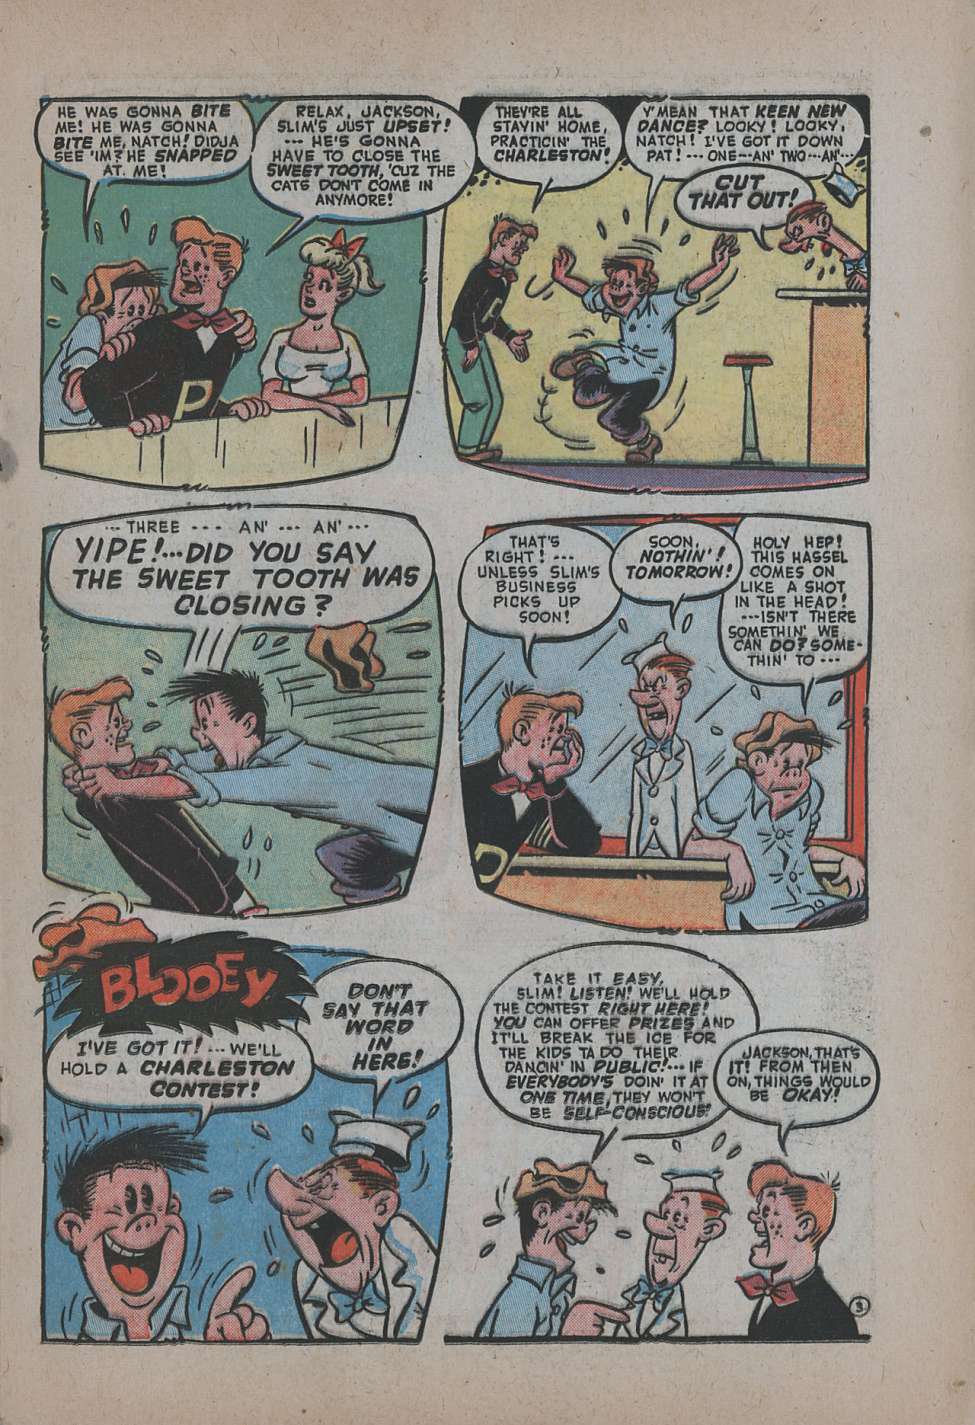 HE WAS GONNA BITE
ME! HE WAS GONNA
BITE ME, NATCH! DIDJA
SEE 'IM? HE SNAPPED
AT. ME!
RELAX, JACKSON,
SLIM'S JUST UPSET!
--- HE'S GONNA
HAVE TO CLOSE THE
SWEET TOOTH, 'CUZ THE
CATS DON'T COME IN
ANYMORE!
P
THEY'RE ALL
STAYIN' HOME,
PRACTICIN' THE
CHARLESTON!
Y' MEAN THAT KEEN NEW
DANCE? LOOKY! LOOKY,
NATCH! I'VE GOT IT DOWN
PAT! --- ONE --- AN' TWO --- AN' ---
CUT
THAT OUT!
P
--- THREE --- AN' --- AN' ---
YIPE! --- DID YOU SAY
THE SWEET TOOTH WAS
CLOSING?
THAT'S
RIGHT! ---
UNLESS SLIM'S
BUSINESS
PICKS UP
SOON!
SOON,
NOTHIN'!
TOMORROW!
HOLY HEP!
THIS HASSEL
COMES ON
LIKE A SHOT
IN THE HEAD!
--- ISN'T THERE
SOMETHIN' WE
CAN DO? SOME-
THIN' TO ---
BLOOEY
I'VE GOT IT! --- WE'LL
HOLD A CHARLESTON
CONTEST!
DON'T
SAY THAT
WORD
IN
HERE!
TAKE IT EASY,
SLIM! LISTEN! WE'LL HOLD
THE CONTEST RIGHT HERE!
YOU CAN OFFER PRIZES AND
IT'LL BREAK THE ICE FOR
THE KIDS TA DO THEIR
DANCIN' IN PUBLIC! --- IF
EVERYBODY'S DOIN' IT AT
ONE TIME, THEY WON'T
BE SELF-CONSCIOUS!
JACKSON, THAT'S
IT! FROM THEN
ON, THINGS WOULD
BE OKAY!
3